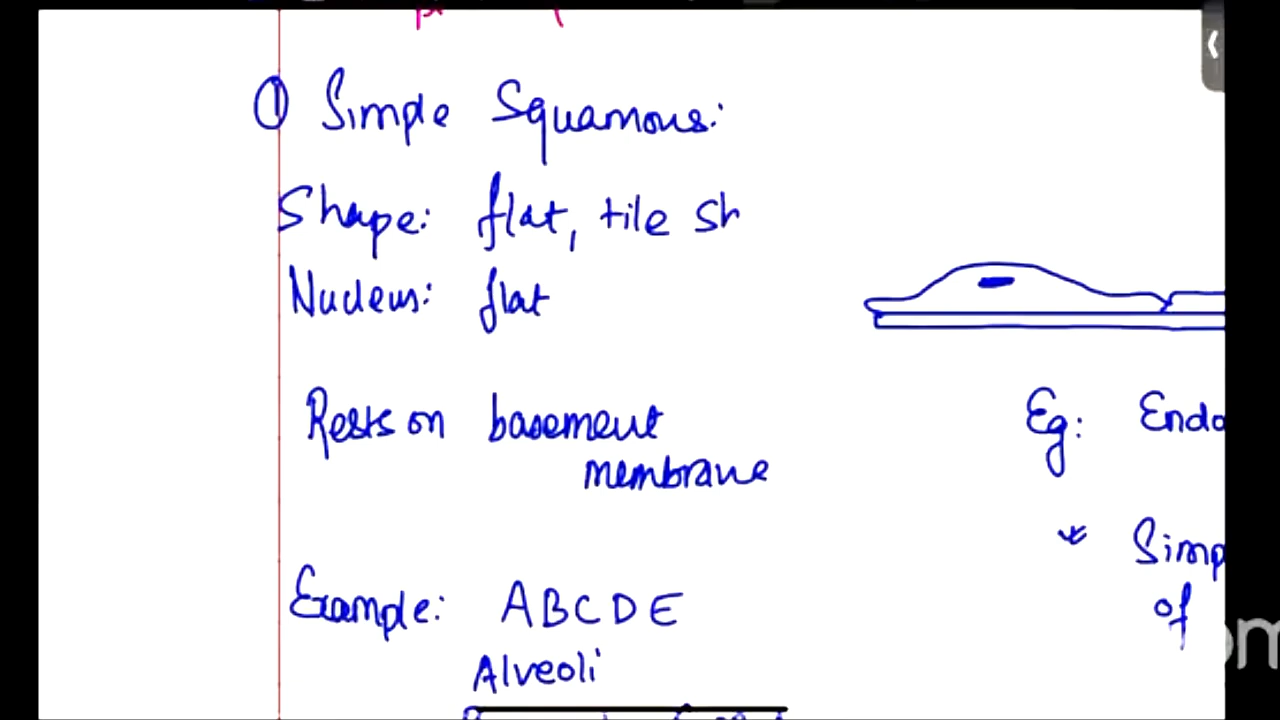 ① Simple Squamous:
Shape: flat, tile sh
Nucleus: flat
Rests on basement
membrane
Eg: Endo
* Simp
of
Example: A B C D E
Alveoli